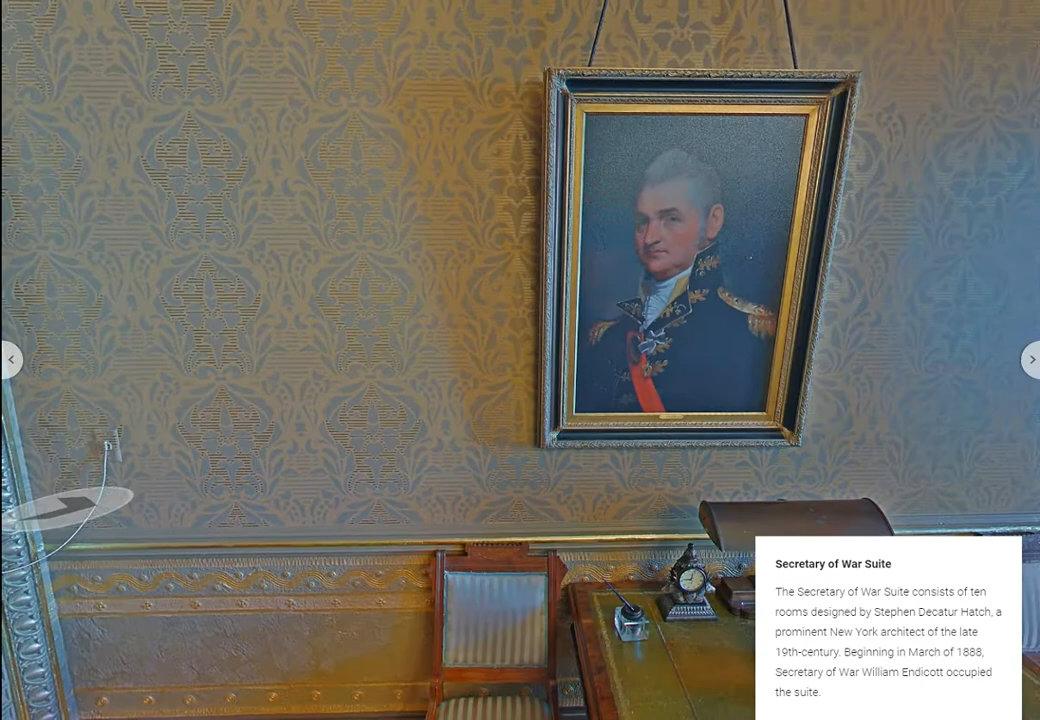 Secretary of War Suite
The Secretary of War Suite consists of ten
rooms designed by Stephen Decatur Hatch, a
prominent New York architect of the late
19th-century. Beginning in March of 1888,
Secretary of War William Endicott occupied
the suite.